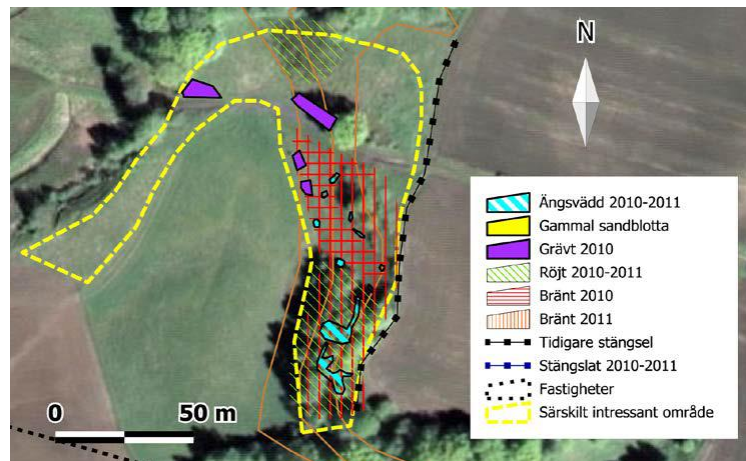 N
Ängsvädd 2010-2011
Gammal sandblotta
Grävt 2010
Röjt 2010-2011
Bränt 2010
Bränt 2011
Tidigare stängsel
Stängslat 2010-2011
Fastigheter
Särskilt intressant område
0 50 m